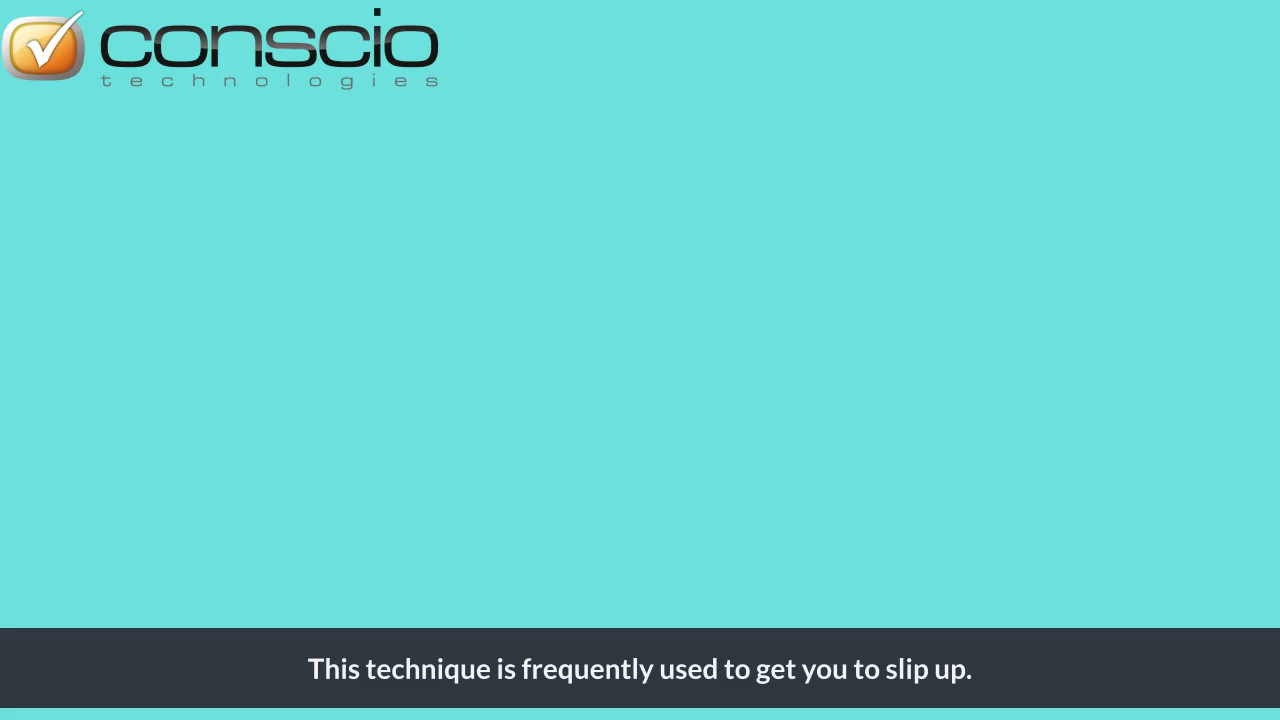 conscio
technologies
This technique is frequently used to get you to slip up.